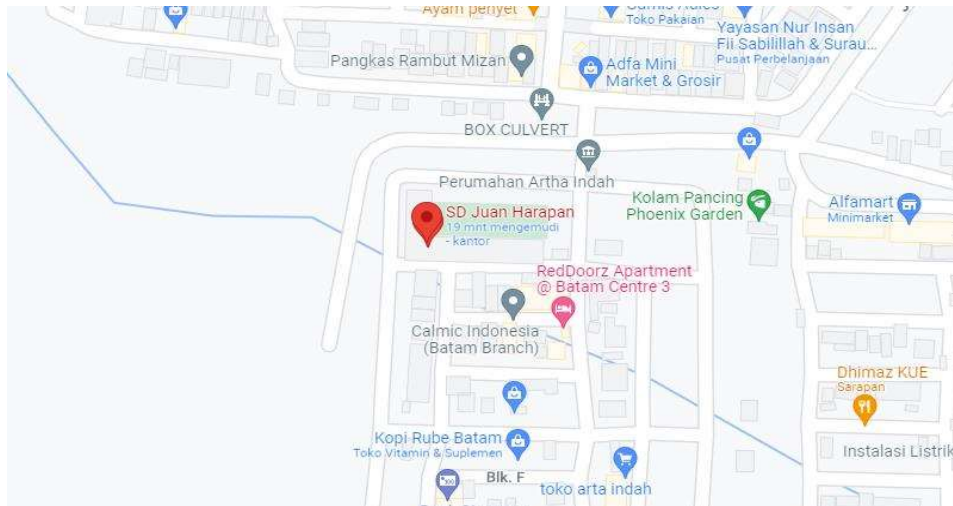 Ayam penyet
Toko Pakaian
Yayasan Nur Insan
Fii Sabilillah & Surau...
Pusat Perbelanjaan
Pangkas Rambut Mizan
Adfa Mini
Market & Grosir
BOX CULVERT
Perumahan Artha Indah
Kolam Pancing
Phoenix Garden
Alfamart
Minimarket
SD Juan Harapan
19 mnt mengemudi
- kantor
RedDoorz Apartment
@ Batam Centre 3
Calmic Indonesia
(Batam Branch)
Dhimaz KUE
Sarapan
Kopi Rube Batam
Toko Vitamin & Suplemen
Instalasi Listrik
Blk. F
toko arta indah